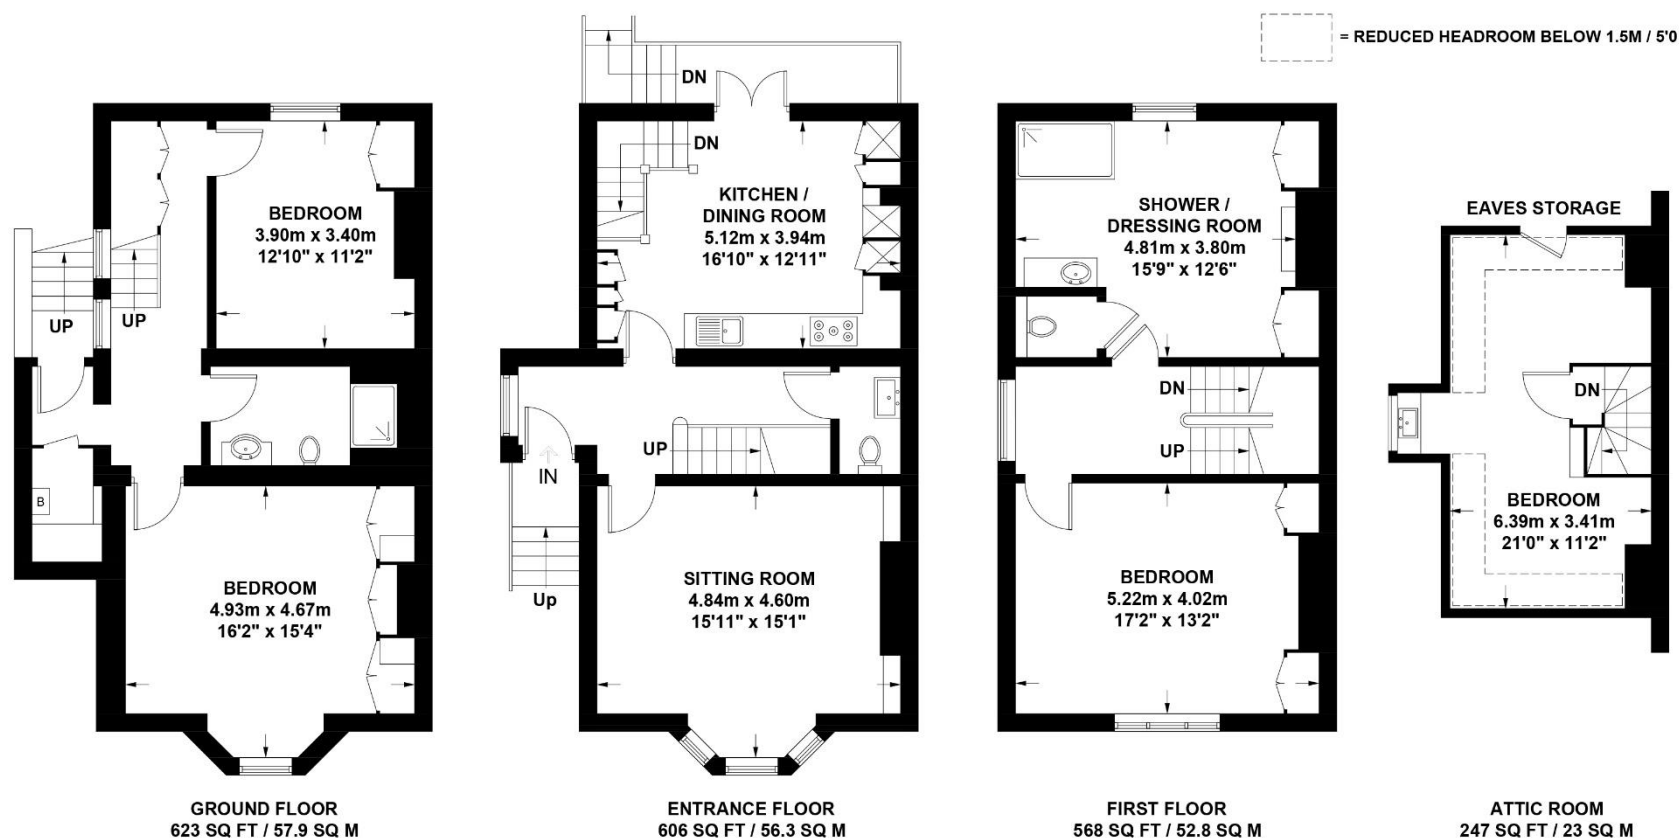 = REDUCED HEADROOM BELOW 1.5M / 5'0
UP
UP
BEDROOM
3.90m x 3.40m
12'10" x 11'2"
B
BEDROOM
4.93m x 4.67m
16'2" x 15'4"
GROUND FLOOR
623 SQ FT / 57.9 SQ M
DN
DN
KITCHEN /
DINING ROOM
5.12m x 3.94m
16'10" x 12'11"
UP
IN
Up
SITTING ROOM
4.84m x 4.60m
15'11" x 15'1"
ENTRANCE FLOOR
606 SQ FT / 56.3 SQ M
SHOWER /
DRESSING ROOM
4.81m x 3.80m
15'9" x 12'6"
DN
UP
BEDROOM
5.22m x 4.02m
17'2" x 13'2"
FIRST FLOOR
568 SQ FT / 52.8 SQ M
EAVES STORAGE
DN
BEDROOM
6.39m x 3.41m
21'0" x 11'2"
ATTIC ROOM
247 SQ FT / 23 SQ M